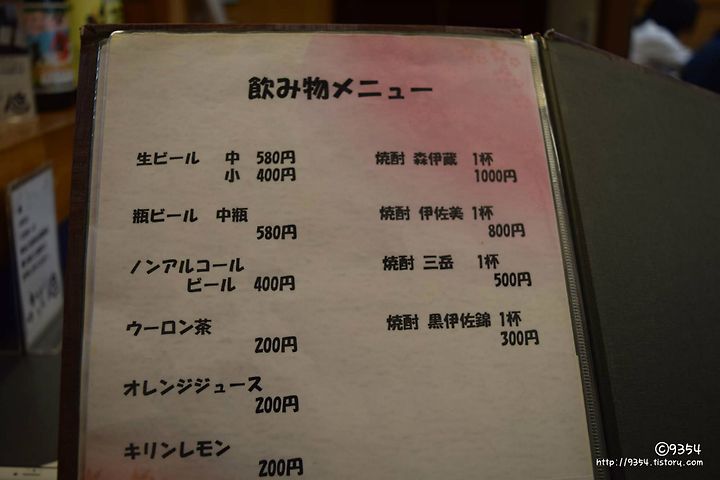 飲み物メニュー
生ビール 中 580円
小 400円
瓶ビール 中瓶
580円
ノンアルコール
ビール 400円
ウーロン茶
200円
オレンジジュース
200円
キリンレモン
200円
焼酎 森伊蔵 1杯
1000円
焼酎 伊佐美 1杯
800円
焼酎 三岳 1杯
500円
焼酎 黒伊佐錦 1杯
300円
©9354
http://9354.tistory.com